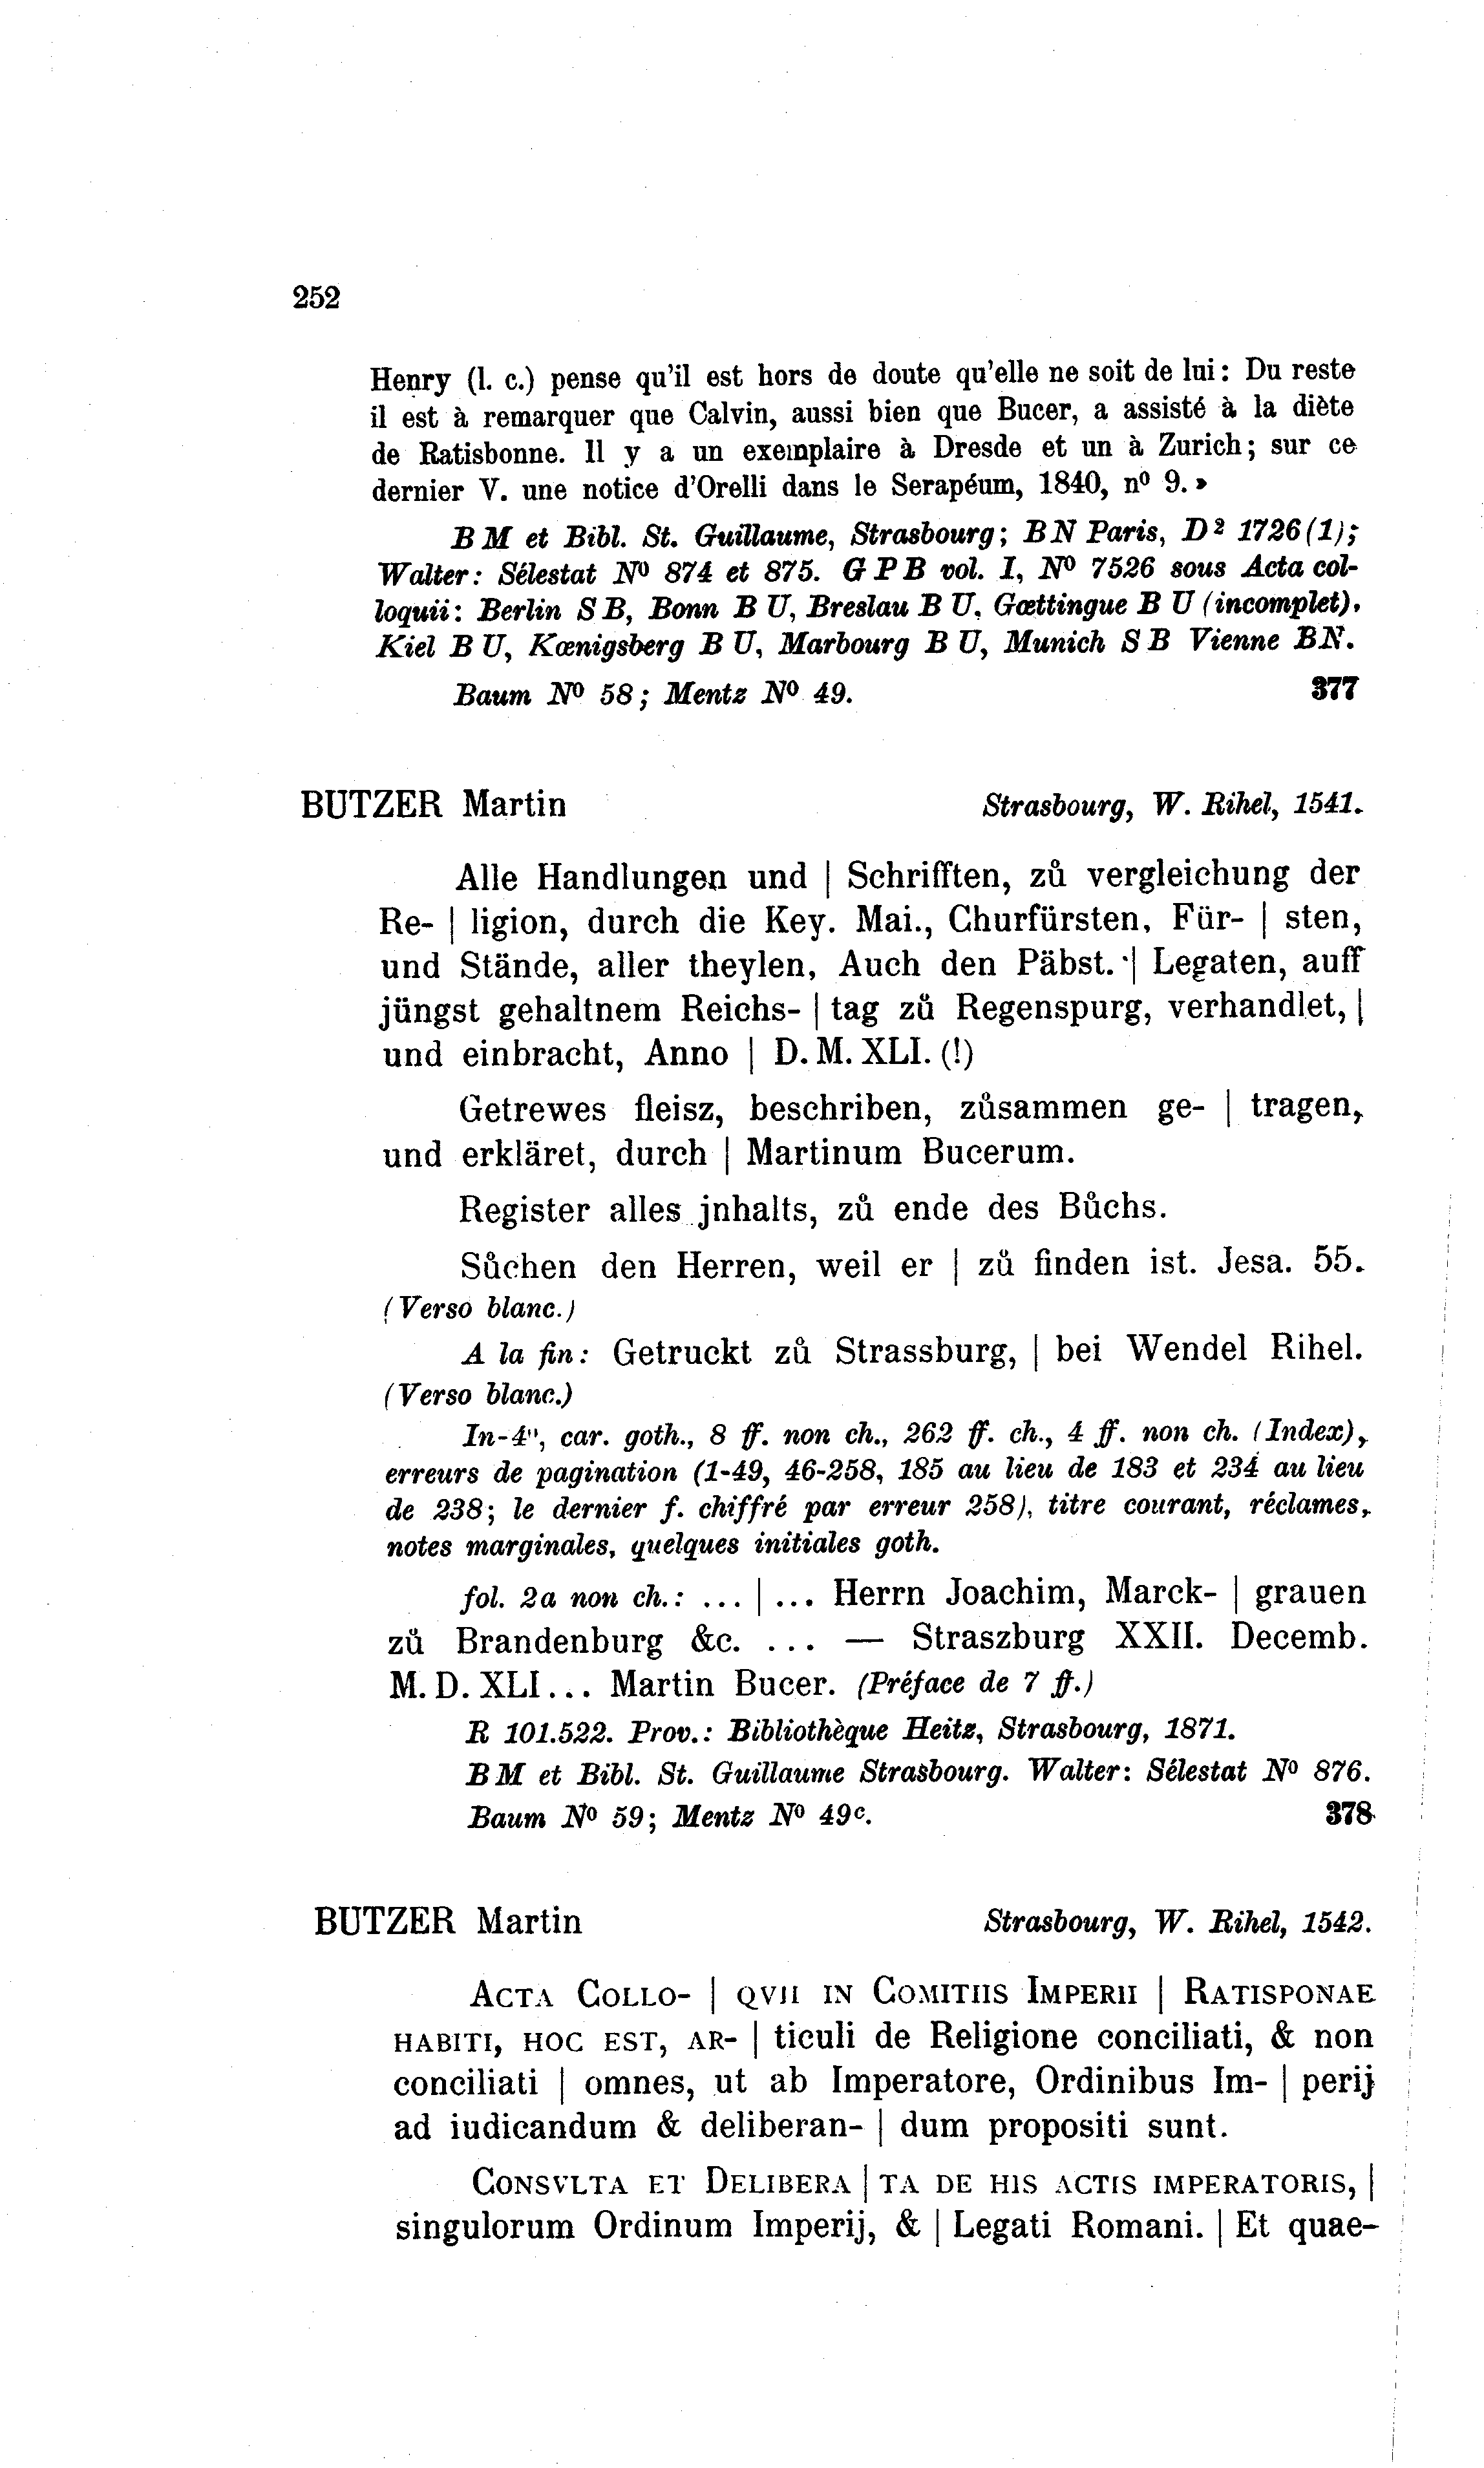 252
Henry (l. c.) pense qu'il est hors de doute qu'elle ne soit de lui: Du reste
il est à remarquer que Calvin, aussi bien que Bucer, a assisté à la diète
de Ratisbonne. Il y a un exemplaire à Dresde et un à Zurich; sur ce
dernier V. une notice d'Orelli dans le Serapéum, 1840, nº 9. »
B M et Bibl. St. Guillaume, Strasbourg; B N Paris, D² 1726(1);
Walter: Sélestat Nº 874 et 875. G P B vol. I, Nº 7526 sous Acta col-
loquii: Berlin S B, Bonn B U, Breslau B U, Gœttingue B U (incomplet),
Kiel B U, Kœnigsberg B U, Marbourg B U, Munich S B Vienne BN.
Baum Nº 58; Mentz Nº 49. 377
BUTZER Martin Strasbourg, W. Rihel, 1541.
Alle Handlungen und | Schrifften, zů vergleichung der
Re- | ligion, durch die Key. Mai., Churfürsten, Für- | sten,
und Stände, aller theylen, Auch den Päbst. | Legaten, auff
jüngst gehaltnem Reichs- | tag zů Regenspurg, verhandlet, |
und einbracht, Anno | D. M. XLI. (!)
Getrewes fleisz, beschriben, zůsammen ge- | tragen,
und erkläret, durch | Martinum Bucerum.
Register alles jnhalts, zů ende des Bůchs.
Sůchen den Herren, weil er | zů finden ist. Jesa. 55.
(Verso blanc.)
A la fin: Getruckt zů Strassburg, | bei Wendel Rihel.
(Verso blanc.)
In-4º, car. goth., 8 ff. non ch., 262 ff. ch., 4 ff. non ch. (Index),
erreurs de pagination (1-49, 46-258, 185 au lieu de 183 et 234 au lieu
de 238; le dernier f. chiffré par erreur 258), titre courant, réclames,
notes marginales, quelques initiales goth.
fol. 2a non ch.: ... | ... Herrn Joachim, Marck- | grauen
zů Brandenburg &c. ... — Straszburg XXII. Decemb.
M. D. XLI... Martin Bucer. (Préface de 7 ff.)
R 101.522. Prov.: Bibliothèque Heitz, Strasbourg, 1871.
B M et Bibl. St. Guillaume Strasbourg. Walter: Sélestat Nº 876.
Baum Nº 59; Mentz Nº 49c. 378
BUTZER Martin Strasbourg, W. Rihel, 1542.
ACTA COLLO- | QVII IN COMITIIS IMPERII | RATISPONAE
HABITI, HOC EST, AR- | ticuli de Religione conciliati, & non
conciliati | omnes, ut ab Imperatore, Ordinibus Im- | perij
ad iudicandum & deliberan- | dum propositi sunt.
CONSVLTA ET DELIBERA | TA DE HIS ACTIS IMPERATORIS, |
singulorum Ordinum Imperij, & | Legati Romani. | Et quae-